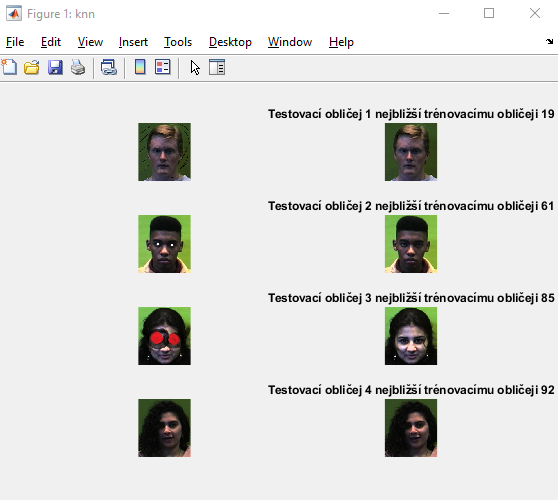 Figure 1: knn
File Edit View Insert Tools Desktop Window Help
Testovací obličej 1 nejbližší trénovacímu obličeji 19
Testovací obličej 2 nejbližší trénovacímu obličeji 61
Testovací obličej 3 nejbližší trénovacímu obličeji 85
Testovací obličej 4 nejbližší trénovacímu obličeji 92